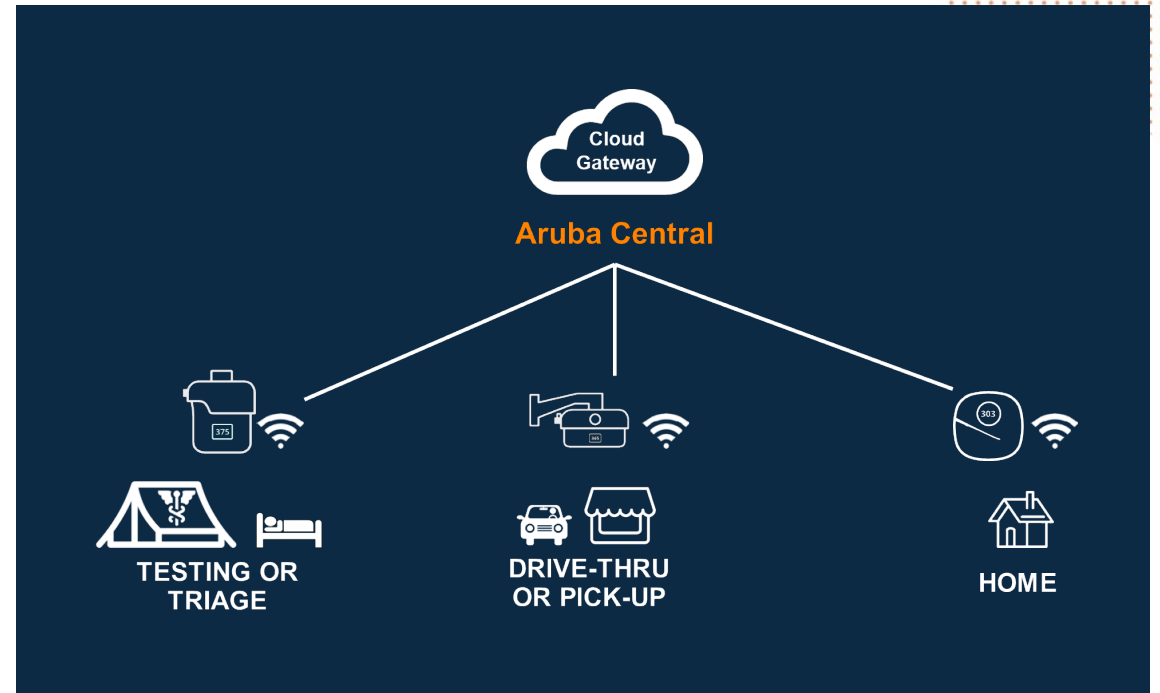 Cloud
Gateway
Aruba Central
375
365
303
TESTING OR
TRIAGE
DRIVE-THRU
OR PICK-UP
HOME